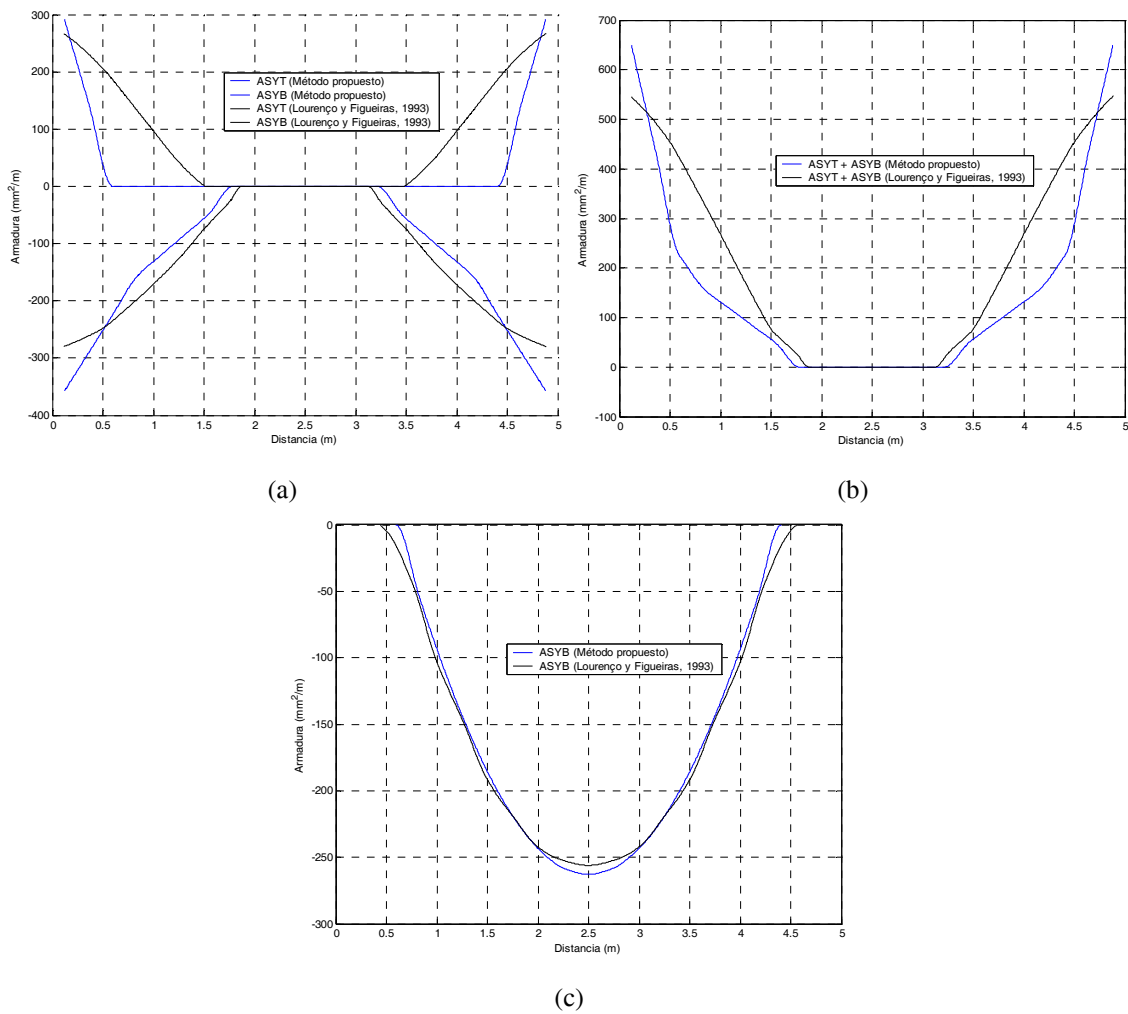 300
200
100
0
-100
-200
-300
-400
Armadura (mm2/m)
ASYT (Método propuesto)
ASYB (Método propuesto)
ASYT (Lourenço y Figueiras, 1993)
ASYB (Lourenço y Figueiras, 1993)
0 0.5 1 1.5 2 2.5 3 3.5 4 4.5 5
Distancia (m)
(a)
700
600
500
400
300
200
100
0
-100
Armadura (mm2/m)
ASYT + ASYB (Método propuesto)
ASYT + ASYB (Lourenço y Figueiras, 1993)
0 0.5 1 1.5 2 2.5 3 3.5 4 4.5 5
Distancia (m)
(b)
0
-50
-100
-150
-200
-250
-300
Armadura (mm2/m)
ASYB (Método propuesto)
ASYB (Lourenço y Figueiras, 1993)
0 0.5 1 1.5 2 2.5 3 3.5 4 4.5 5
Distancia (m)
(c)